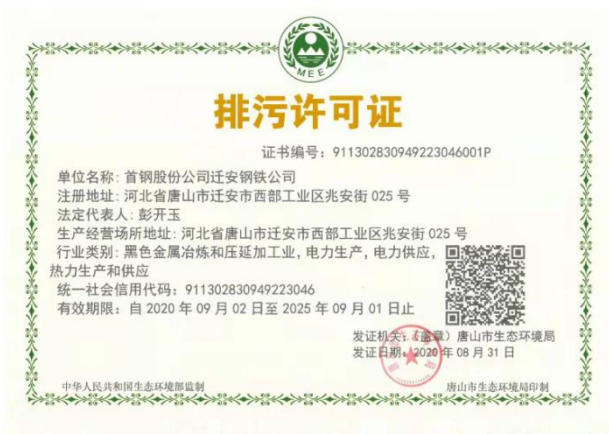 MEE
排污许可证
证书编号：911302830949223046001P
单位名称：首钢股份公司迁安钢铁公司
注册地址：河北省唐山市迁安市西部工业区兆安街 025 号
法定代表人：彭开玉
生产经营场所地址：河北省唐山市迁安市西部工业区兆安街 025 号
行业类别：黑色金属冶炼和压延加工业，电力生产，电力供应，
热力生产和供应
统一社会信用代码：911302830949223046
有效期限：自 2020 年 09 月 02 日至 2025 年 09 月 01 日止
发证机关：（盖章）唐山市生态环境局
发证日期：2020 年 08 月 31 日
中华人民共和国生态环境部监制
唐山市生态环境局印制